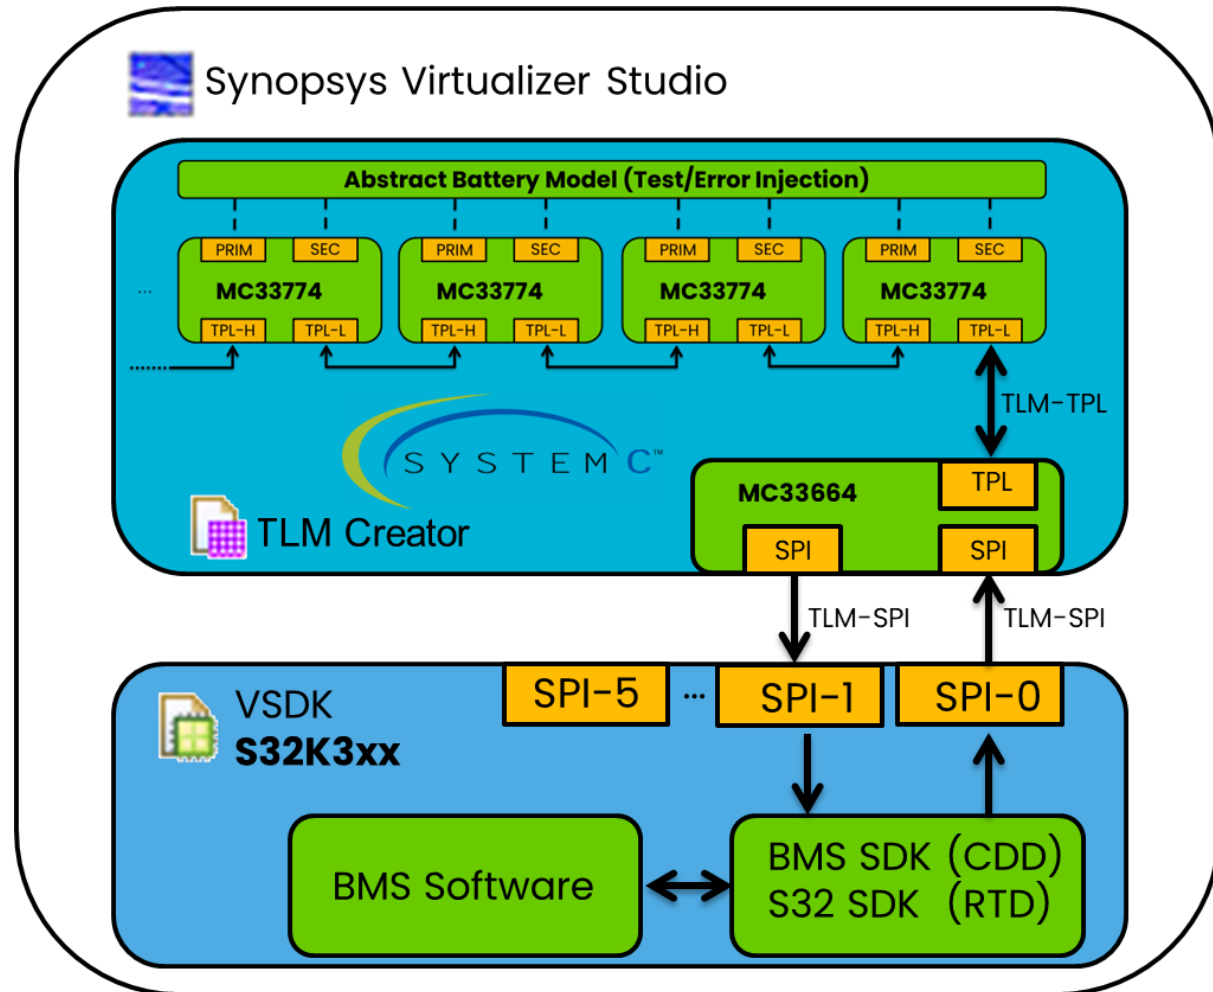 Synopsys Virtualizer Studio
Abstract Battery Model (Test/Error Injection)
PRIM SEC PRIM SEC PRIM SEC PRIM SEC
... MC33774 MC33774 MC33774 MC33774
TPL-H TPL-L TPL-H TPL-L TPL-H TPL-L TPL-H TPL-L
TLM-TPL
SYSTEM C™
TPL
MC33664
TLM Creator
SPI SPI
TLM-SPI TLM-SPI
SPI-5 ... SPI-1 SPI-0
VSDK
S32K3xx
BMS Software
BMS SDK (CDD)
S32 SDK (RTD)